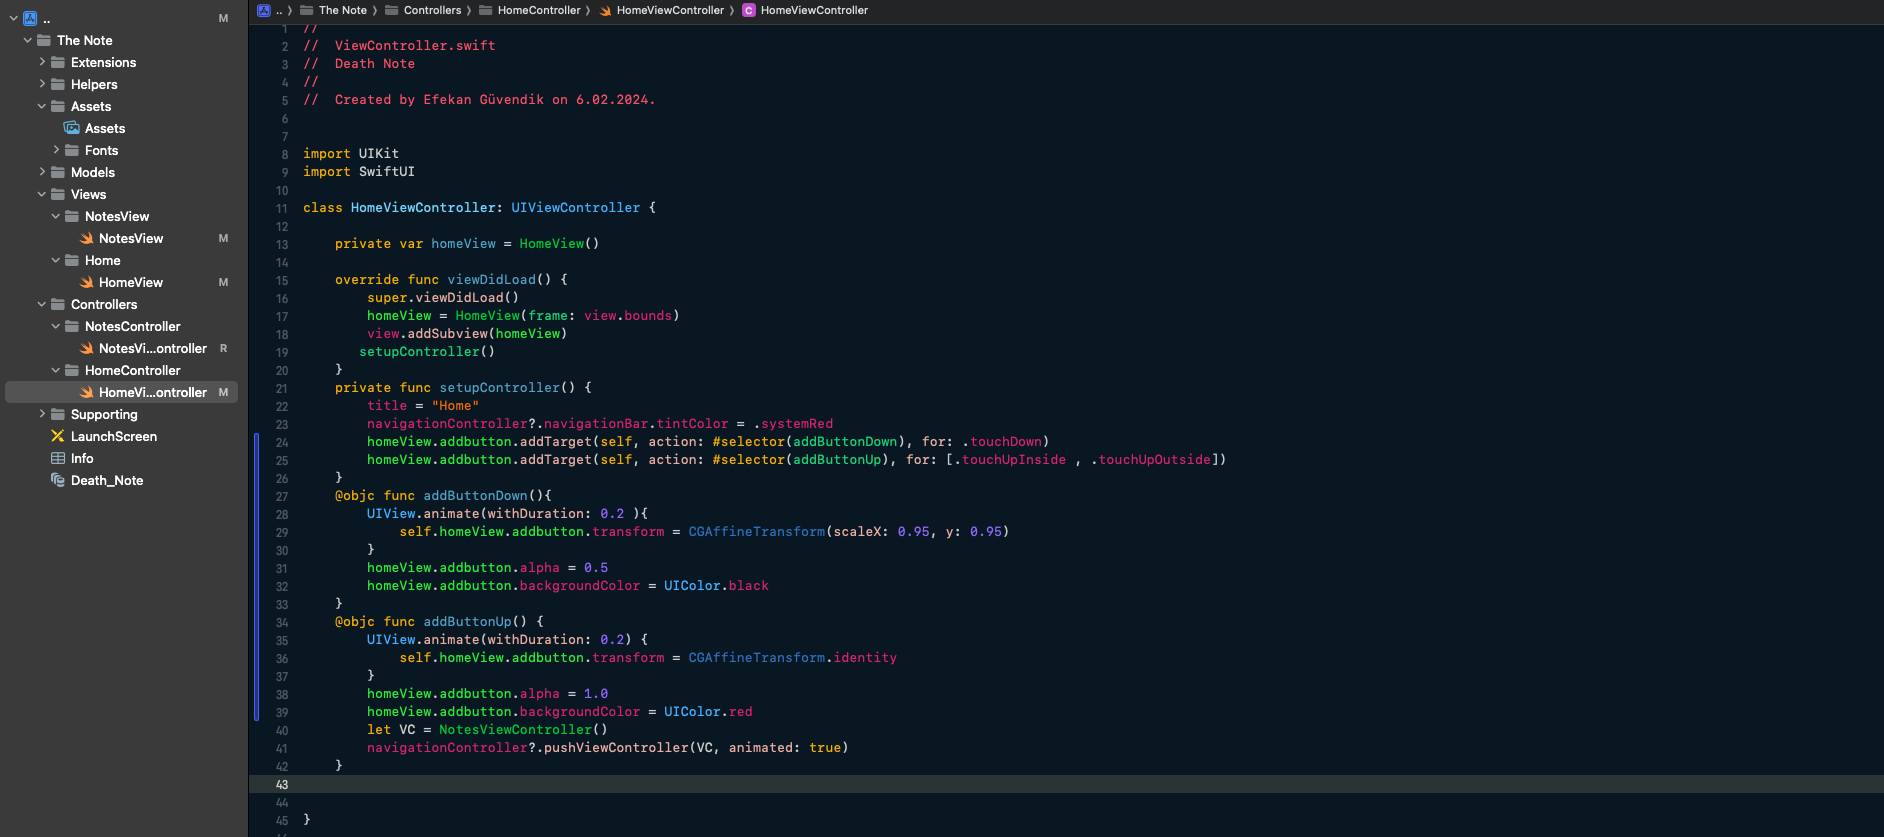 ..
M
The Note
Extensions
Helpers
Assets
Assets
Fonts
Models
Views
NotesView
NotesView M
Home
HomeView M
Controllers
NotesController
NotesVi...ontroller R
HomeController
HomeVi...ontroller M
Supporting
LaunchScreen
Info
Death_Note
.. 〉 The Note 〉 Controllers 〉 HomeController 〉 HomeViewController 〉 C HomeViewController
1 //
2 //  ViewController.swift
3 //  Death Note
4 //
5 //  Created by Efekan Güvendik on 6.02.2024.
6
7
8 import UIKit
9 import SwiftUI
10
11 class HomeViewController: UIViewController {
12
13     private var homeView = HomeView()
14
15     override func viewDidLoad() {
16         super.viewDidLoad()
17         homeView = HomeView(frame: view.bounds)
18         view.addSubview(homeView)
19        setupController()
20     }
21     private func setupController() {
22         title = "Home"
23         navigationController?.navigationBar.tintColor = .systemRed
24         homeView.addbutton.addTarget(self, action: #selector(addButtonDown), for: .touchDown)
25         homeView.addbutton.addTarget(self, action: #selector(addButtonUp), for: [.touchUpInside , .touchUpOutside])
26     }
27     @objc func addButtonDown(){
28         UIView.animate(withDuration: 0.2 ){
29             self.homeView.addbutton.transform = CGAffineTransform(scaleX: 0.95, y: 0.95)
30         }
31         homeView.addbutton.alpha = 0.5
32         homeView.addbutton.backgroundColor = UIColor.black
33     }
34     @objc func addButtonUp() {
35         UIView.animate(withDuration: 0.2) {
36             self.homeView.addbutton.transform = CGAffineTransform.identity
37         }
38         homeView.addbutton.alpha = 1.0
39         homeView.addbutton.backgroundColor = UIColor.red
40         let VC = NotesViewController()
41         navigationController?.pushViewController(VC, animated: true)
42     }
43
44
45 }